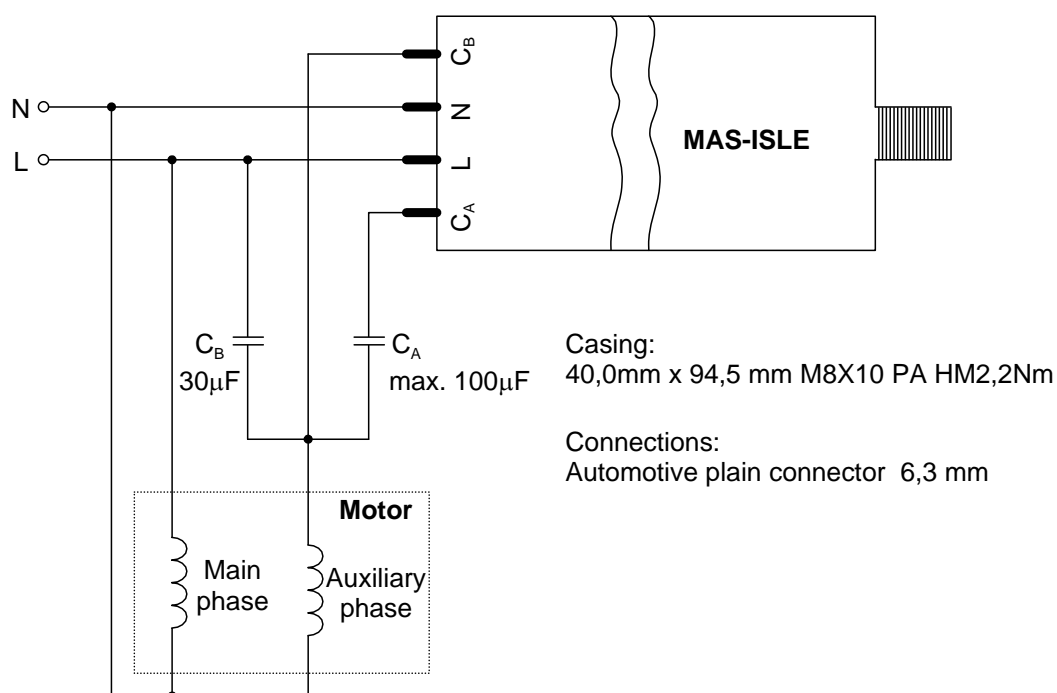 C_B
N
N
MAS-ISLE
L
L
C_A
C_B
30μF
C_A
max. 100μF
Casing:
40,0mm x 94,5 mm M8X10 PA HM2,2Nm
Connections:
Automotive plain connector 6,3 mm
Motor
Main
phase
Auxiliary
phase